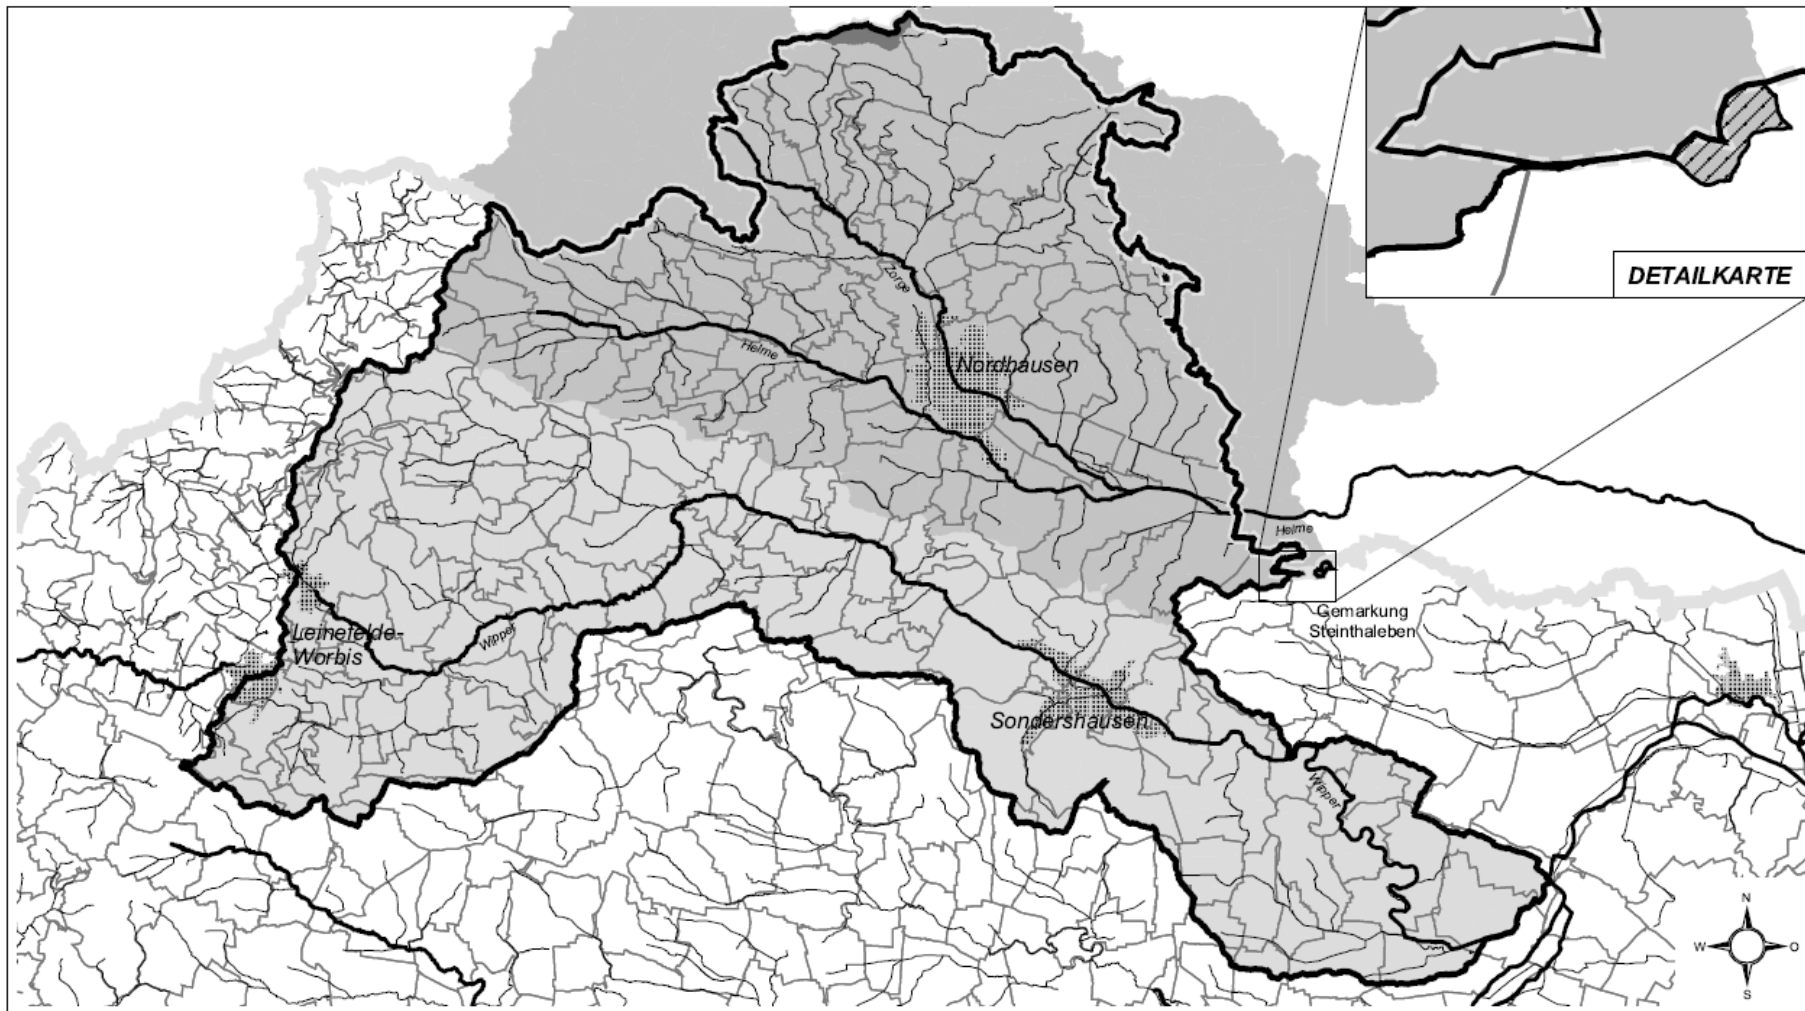 DETAILKARTE
Zorge
Helme
Nordhausen
Helme
Gemarkung
Steinthaleben
Leinefelde-
Worbis
Wipper
Sondershausen
Wipper
N
W
O
S